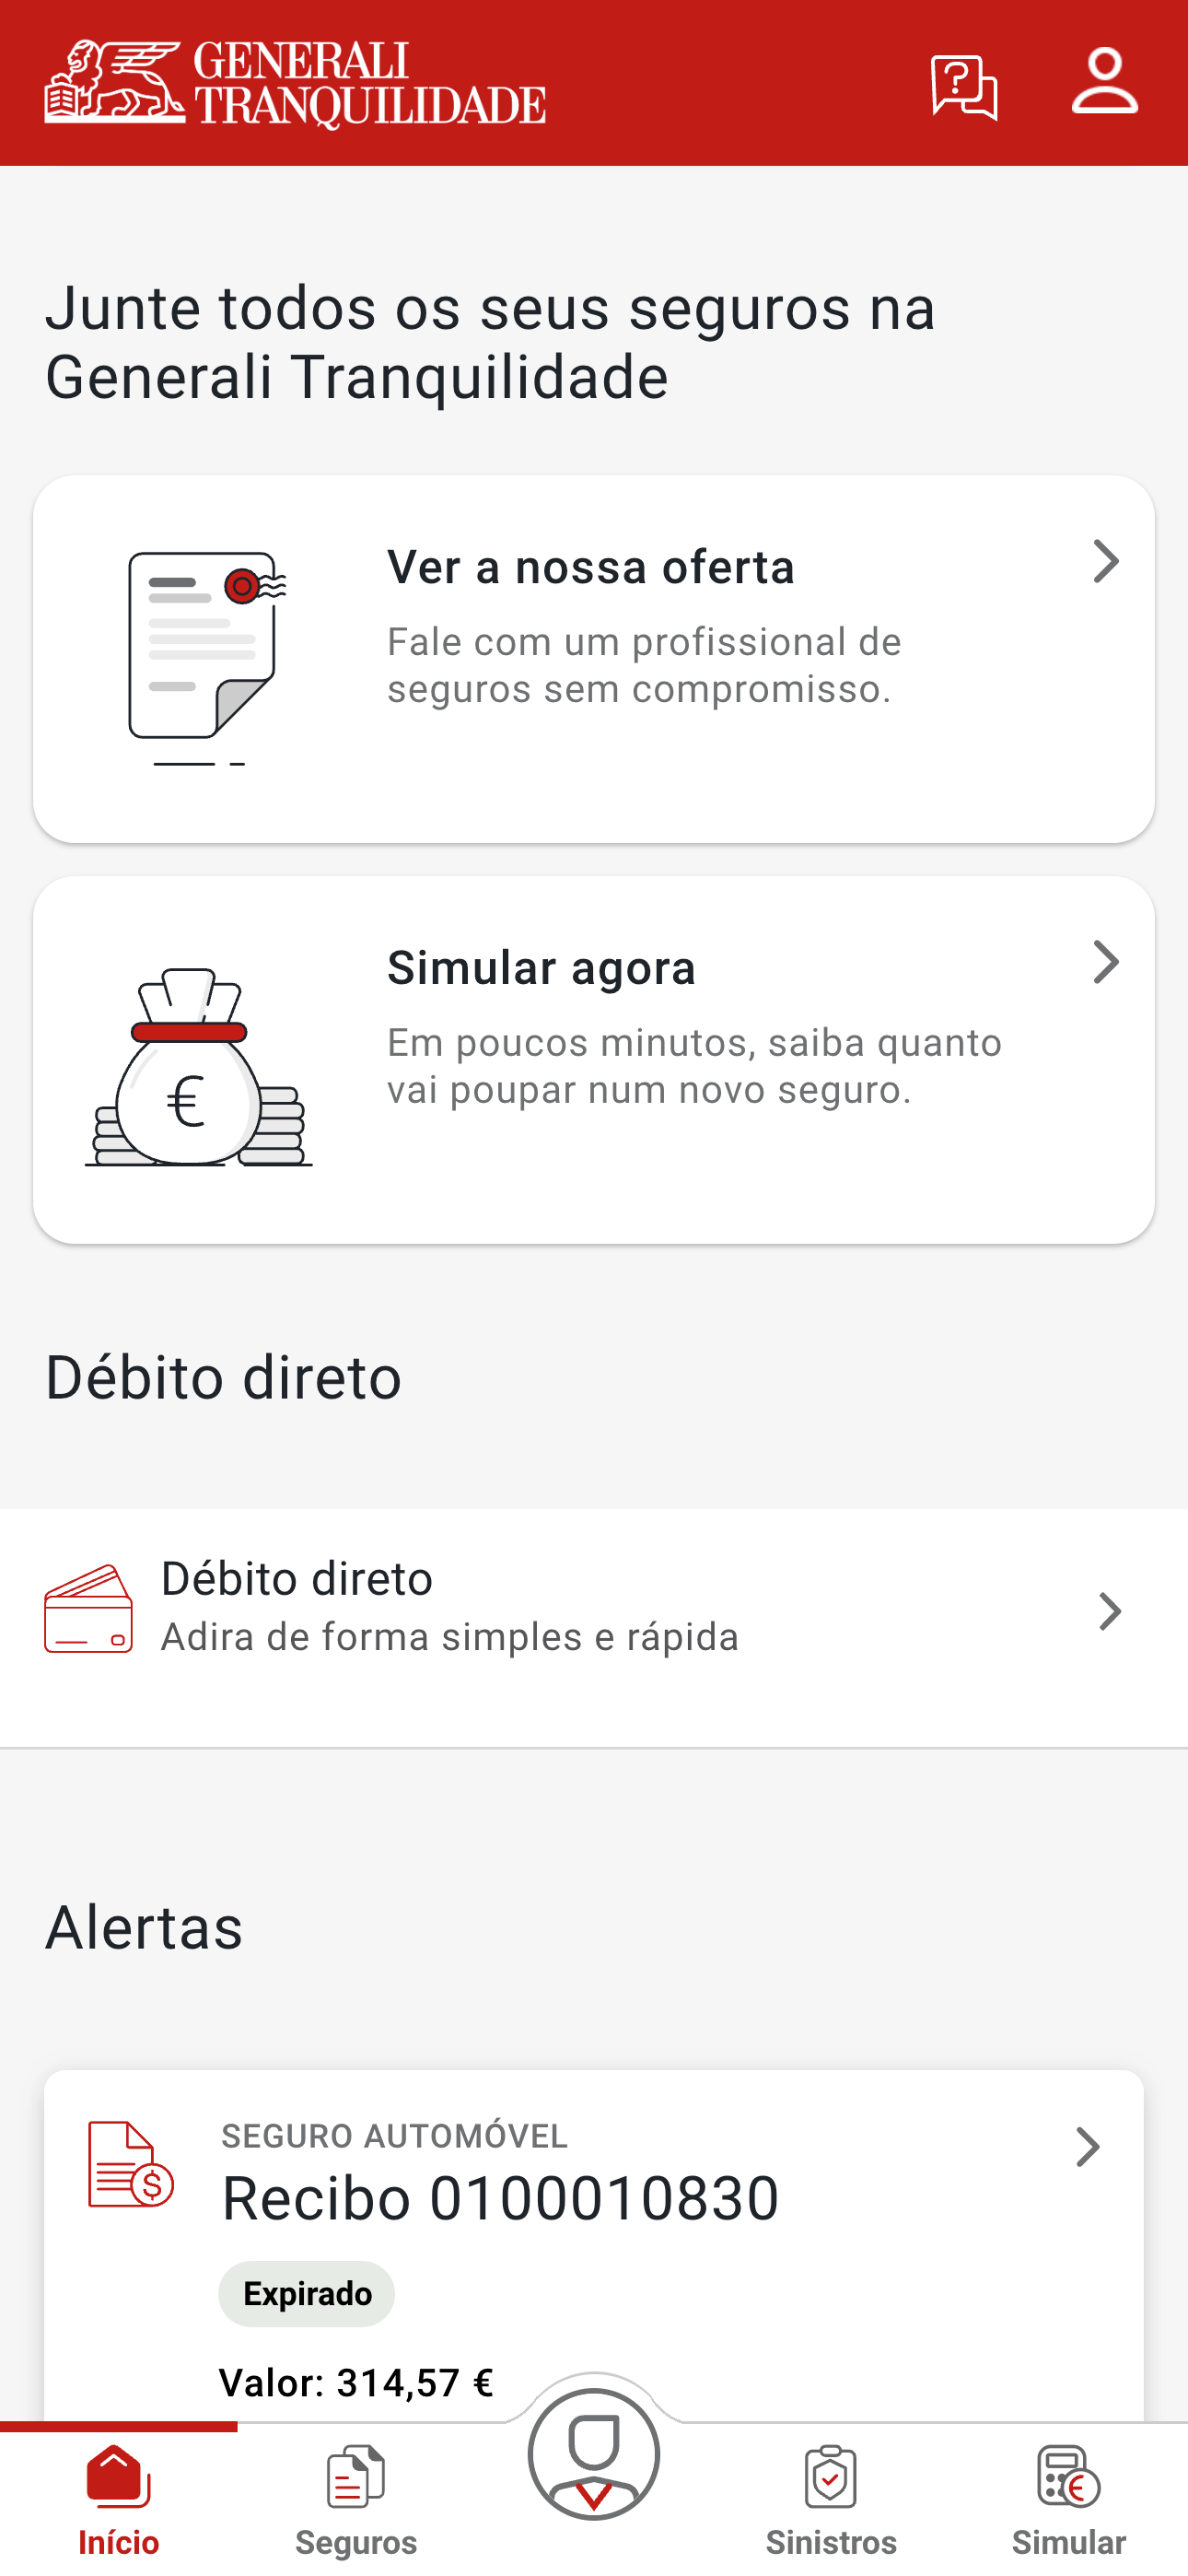 GENERALI
TRANQUILIDADE
Junte todos os seus seguros na
Generali Tranquilidade
Ver a nossa oferta
Fale com um profissional de
seguros sem compromisso.
Simular agora
Em poucos minutos, saiba quanto
vai poupar num novo seguro.
€
Débito direto
Débito direto
Adira de forma simples e rápida
Alertas
SEGURO AUTOMÓVEL
Recibo 0100010830
Expirado
Valor: 314,57 €
Início
Seguros
Sinistros
Simular